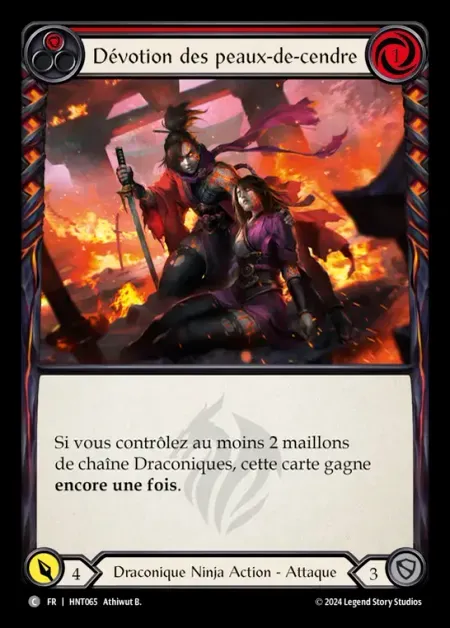 Dévotion des peaux-de-cendre
1
Si vous contrôlez au moins 2 maillons
de chaîne Draconiques, cette carte gagne
encore une fois.
4
Draconique Ninja Action - Attaque
3
C FR | HNT065 Athiwut B.
© 2024 Legend Story Studios